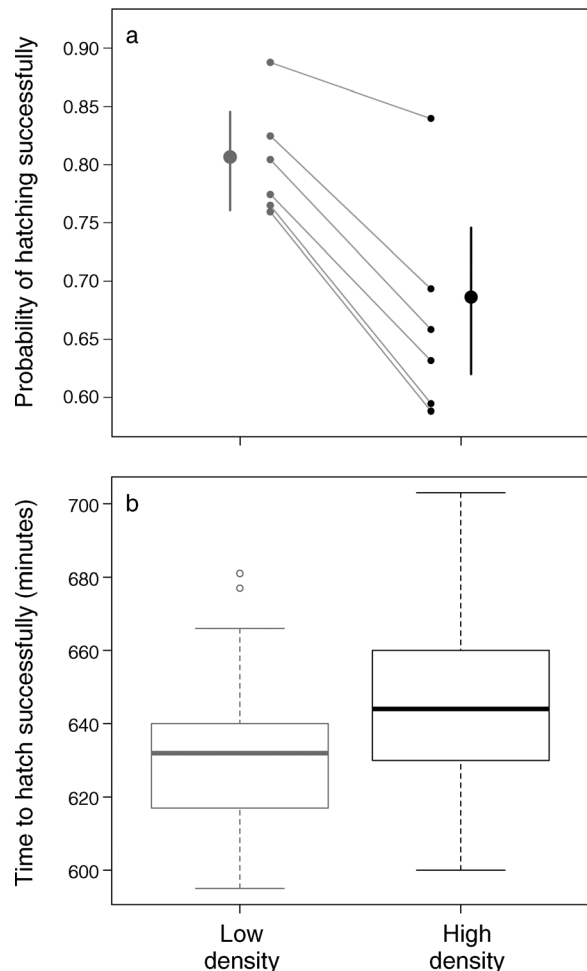 a
Probability of hatching successfully
0.90
0.85
0.80
0.75
0.70
0.65
0.60
b
Time to hatch successfully (minutes)
700
680
660
640
620
600
Low
density
High
density